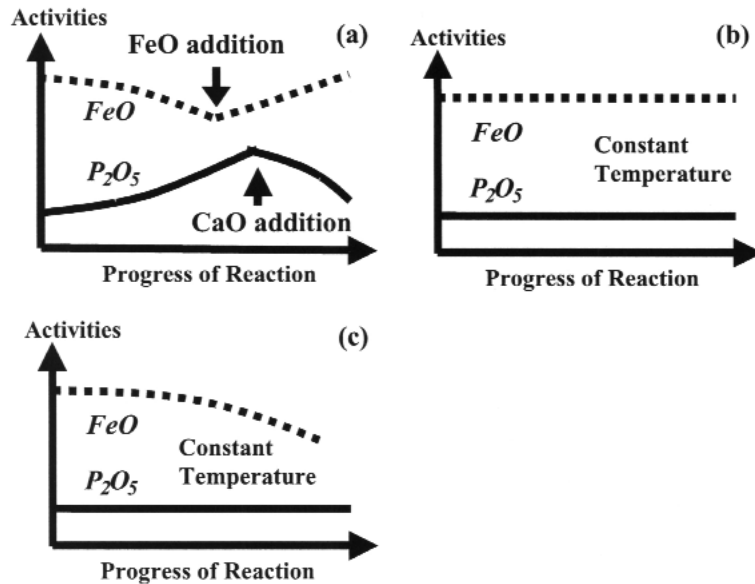 Activities
(a)
FeO addition
FeO
P₂O₅
CaO addition
Progress of Reaction
Activities
(b)
FeO
Constant
Temperature
P₂O₅
Progress of Reaction
Activities
(c)
FeO
Constant
Temperature
P₂O₅
Progress of Reaction